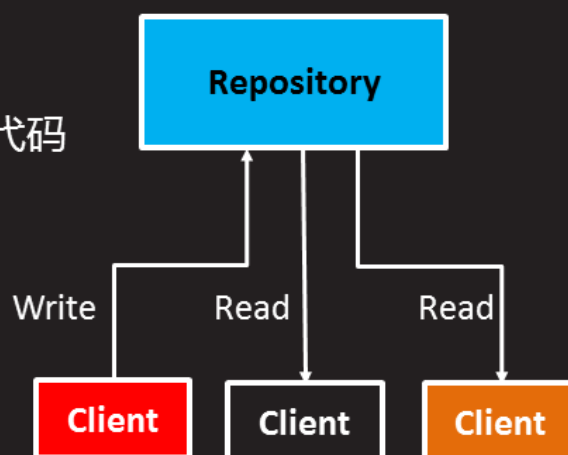 Repository
代码
Write
Read
Read
Client
Client
Client